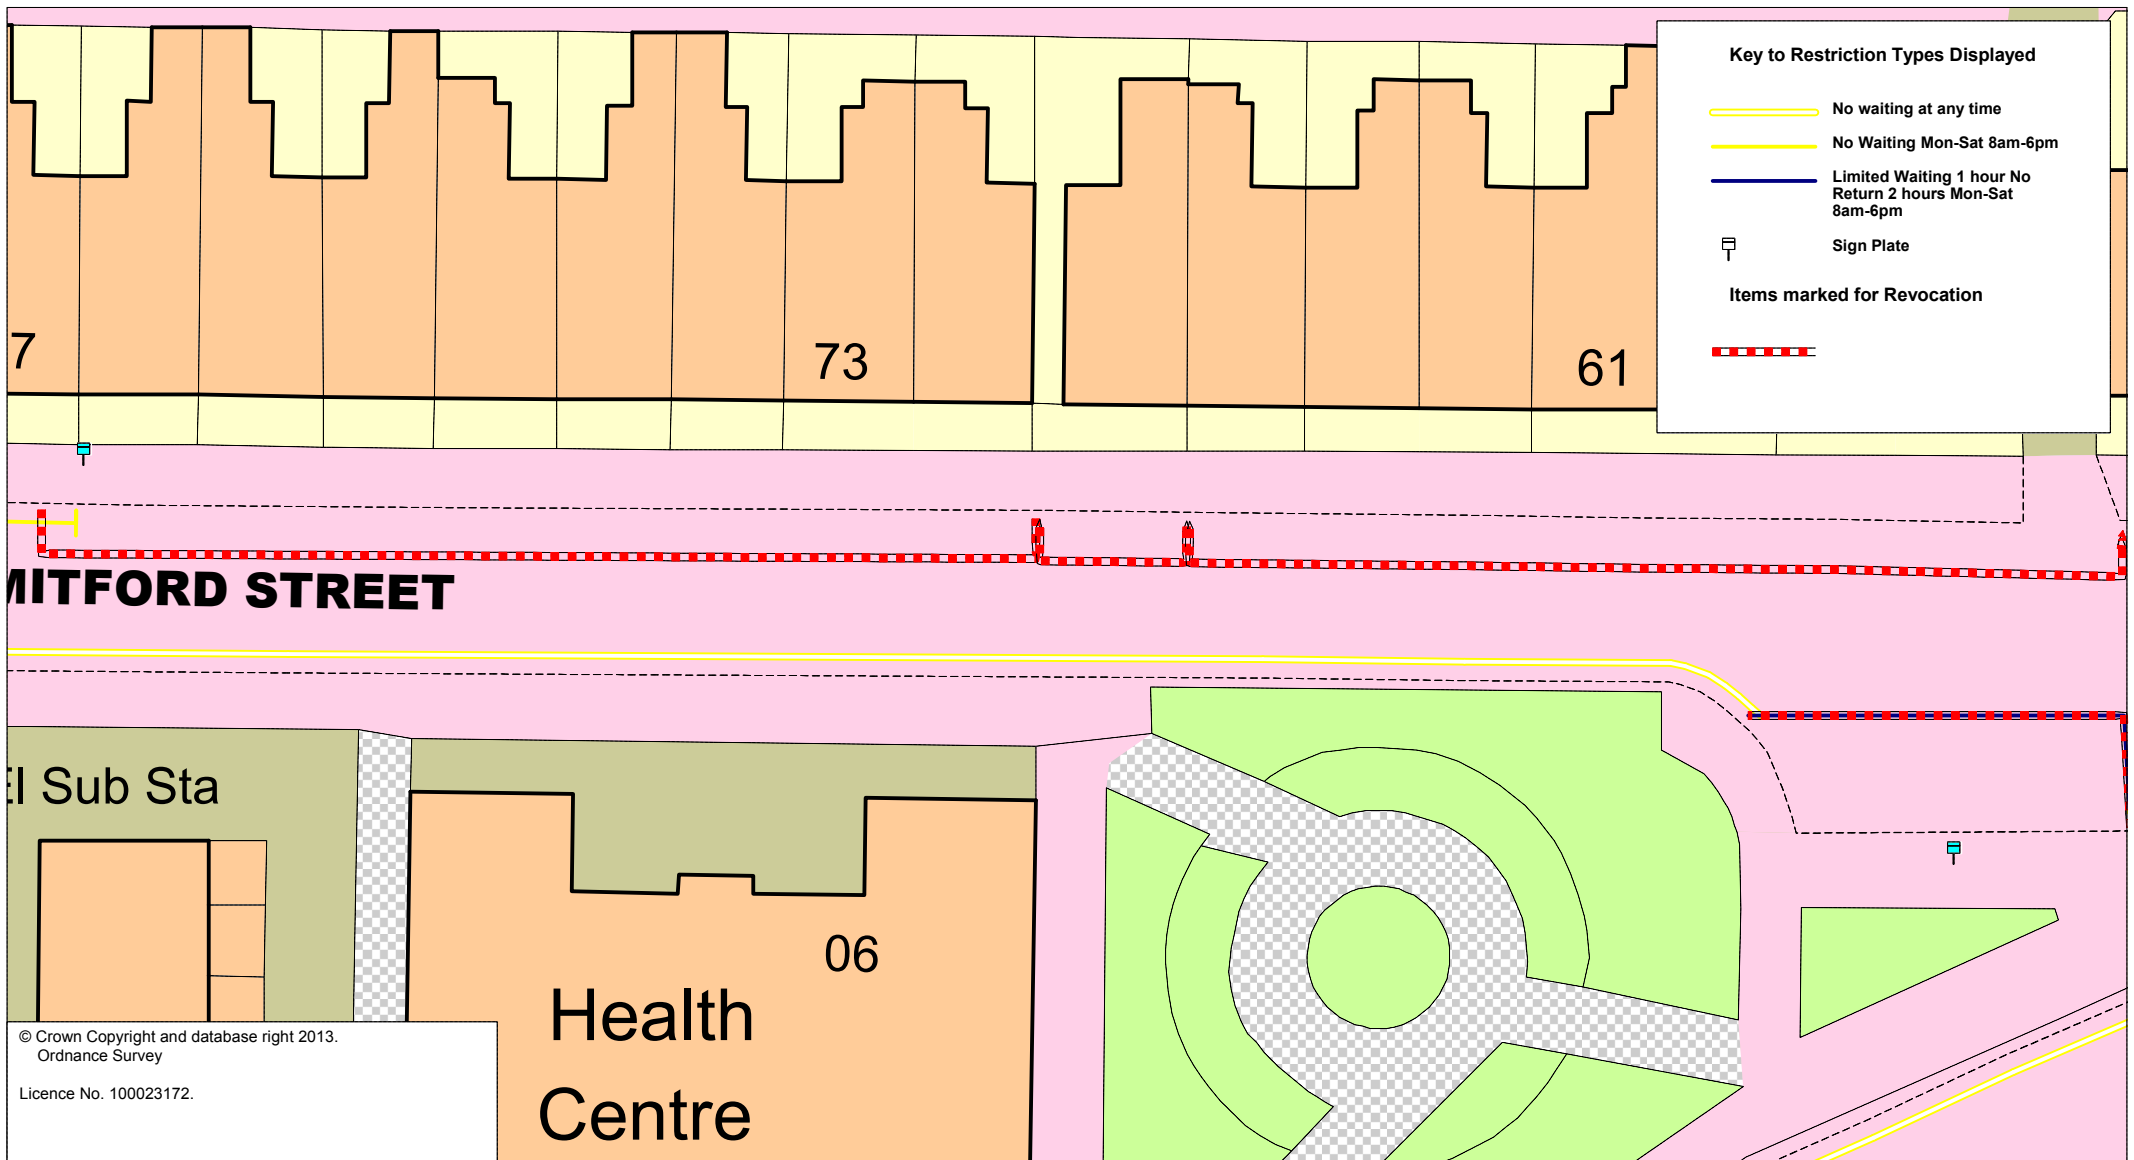 Key to Restriction Types Displayed
No waiting at any time
No Waiting Mon-Sat 8am-6pm
Limited Waiting 1 hour No
Return 2 hours Mon-Sat
8am-6pm
Sign Plate
Items marked for Revocation
7
73
61
MITFORD STREET
El Sub Sta
06
Health
Centre
© Crown Copyright and database right 2013.
Ordnance Survey
Licence No. 100023172.